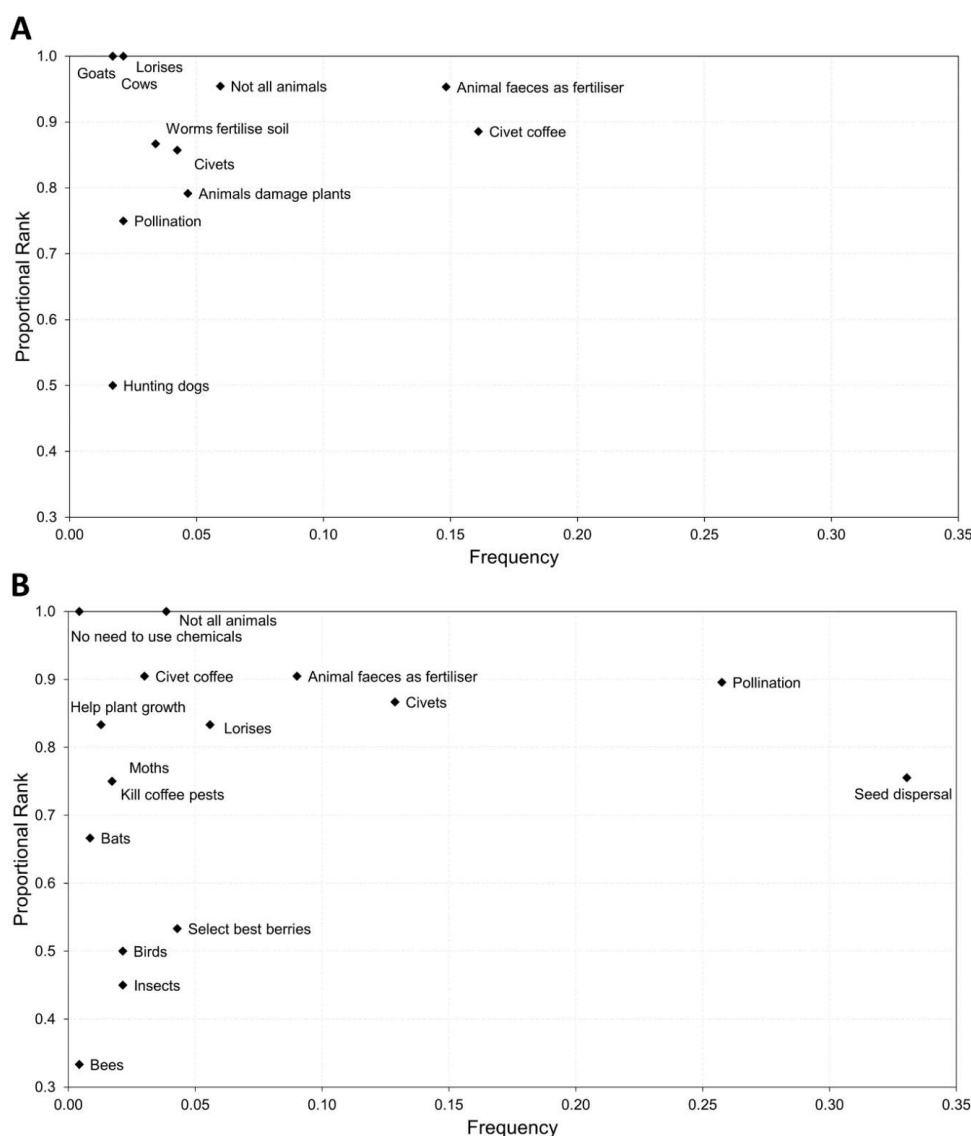 A
1.0
Goats
Lorises
Cows
Not all animals
Animal faeces as fertiliser
0.9
Worms fertilise soil
Civet coffee
Civets
0.8
Animals damage plants
Pollination
0.7
Proportional Rank
0.6
0.5
Hunting dogs
0.4
0.3
0.00 0.05 0.10 0.15 0.20 0.25 0.30 0.35
Frequency
B
1.0
Not all animals
No need to use chemicals
0.9
Civet coffee
Animal faeces as fertiliser
Pollination
Help plant growth
Civets
Lorises
0.8
Moths
Kill coffee pests
Seed dispersal
0.7
Proportional Rank
Bats
0.6
Select best berries
0.5
Birds
Insects
0.4
Bees
0.3
0.00 0.05 0.10 0.15 0.20 0.25 0.30 0.35
Frequency